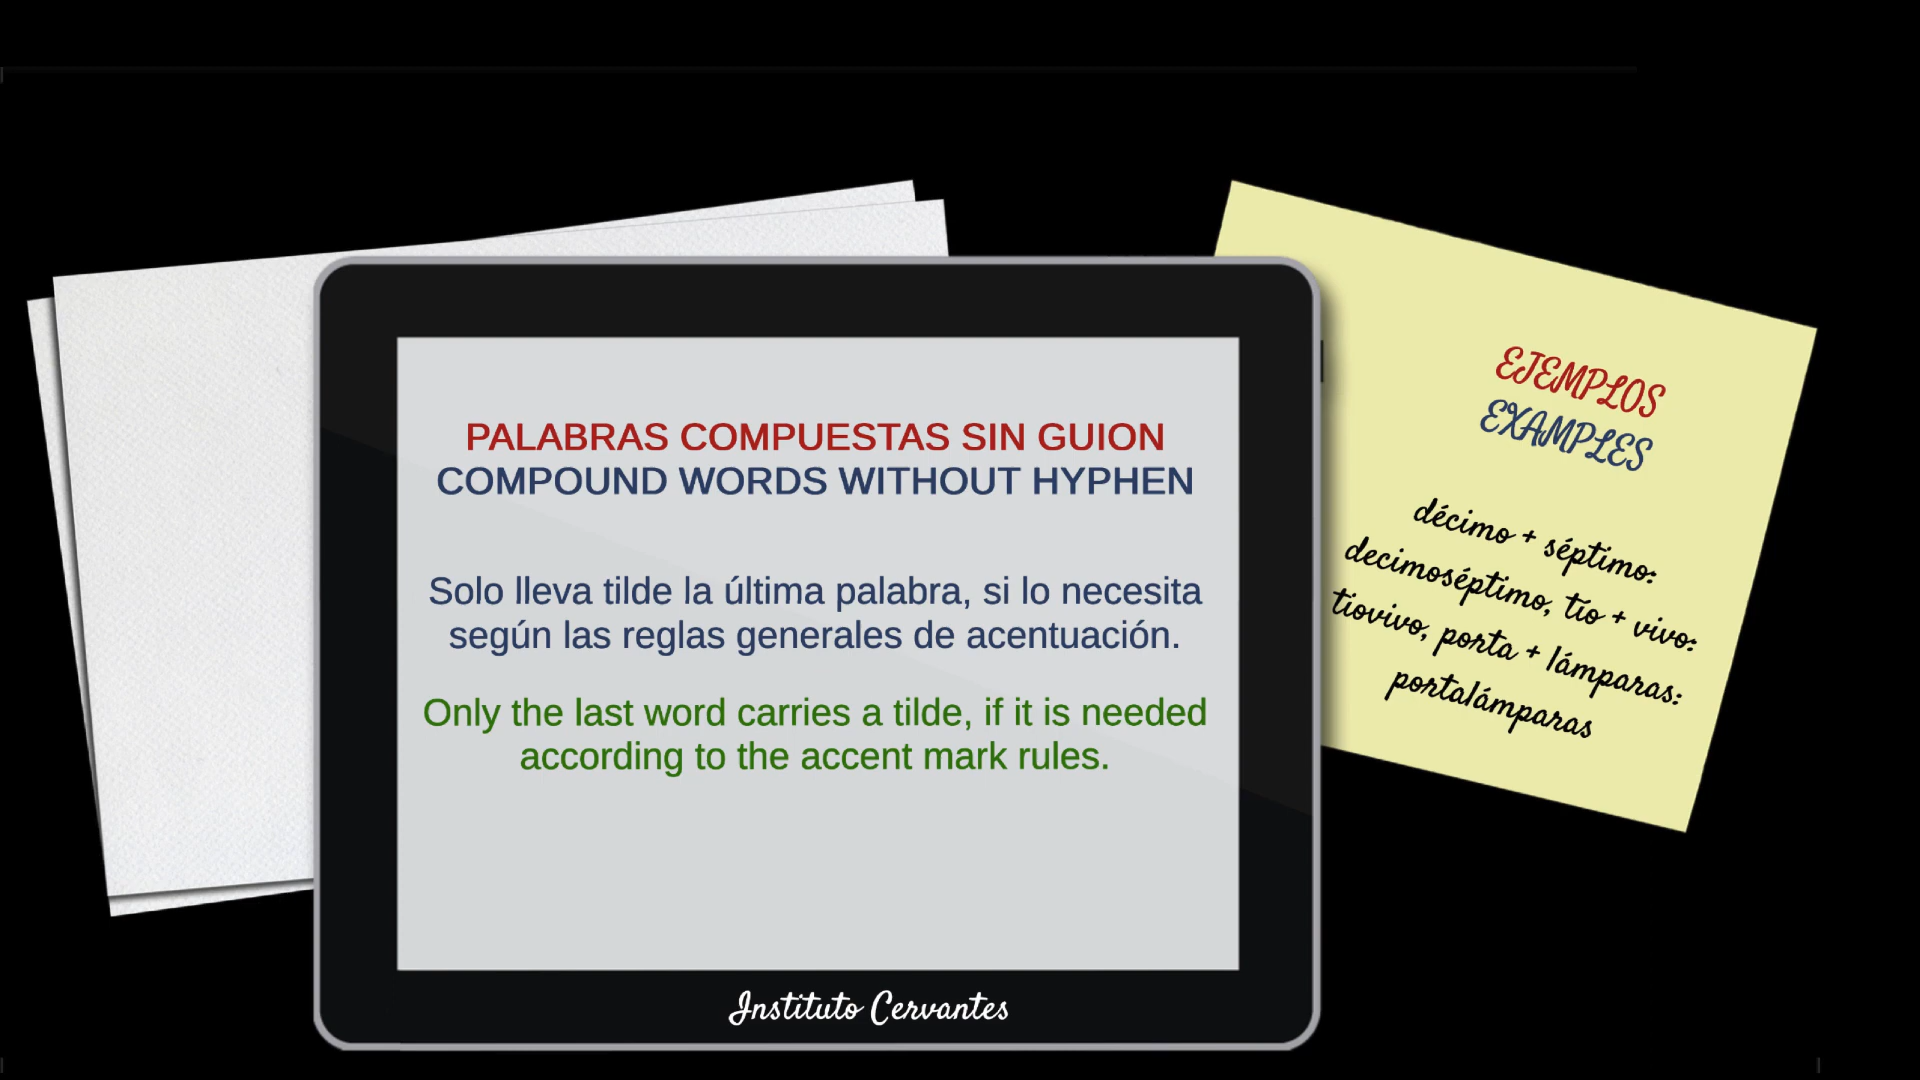 PALABRAS COMPUESTAS SIN GUION
COMPOUND WORDS WITHOUT HYPHEN
Solo lleva tilde la última palabra, si lo necesita
según las reglas generales de acentuación.
Only the last word carries a tilde, if it is needed
according to the accent mark rules.
Instituto Cervantes
EJEMPLOS
EXAMPLES
décimo + séptimo:
decimoséptimo, tío + vivo:
tiovivo, porta + lámparas:
portalámparas